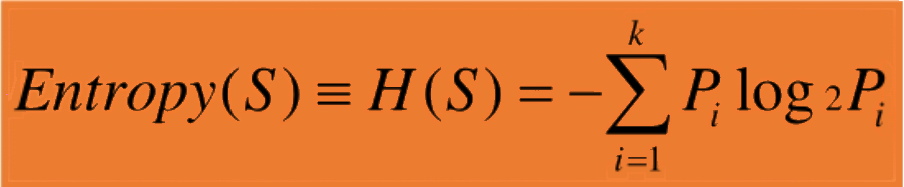 Entropy(S) ≡ H(S) = −∑_{i=1}^{k} P_i log_2 P_i